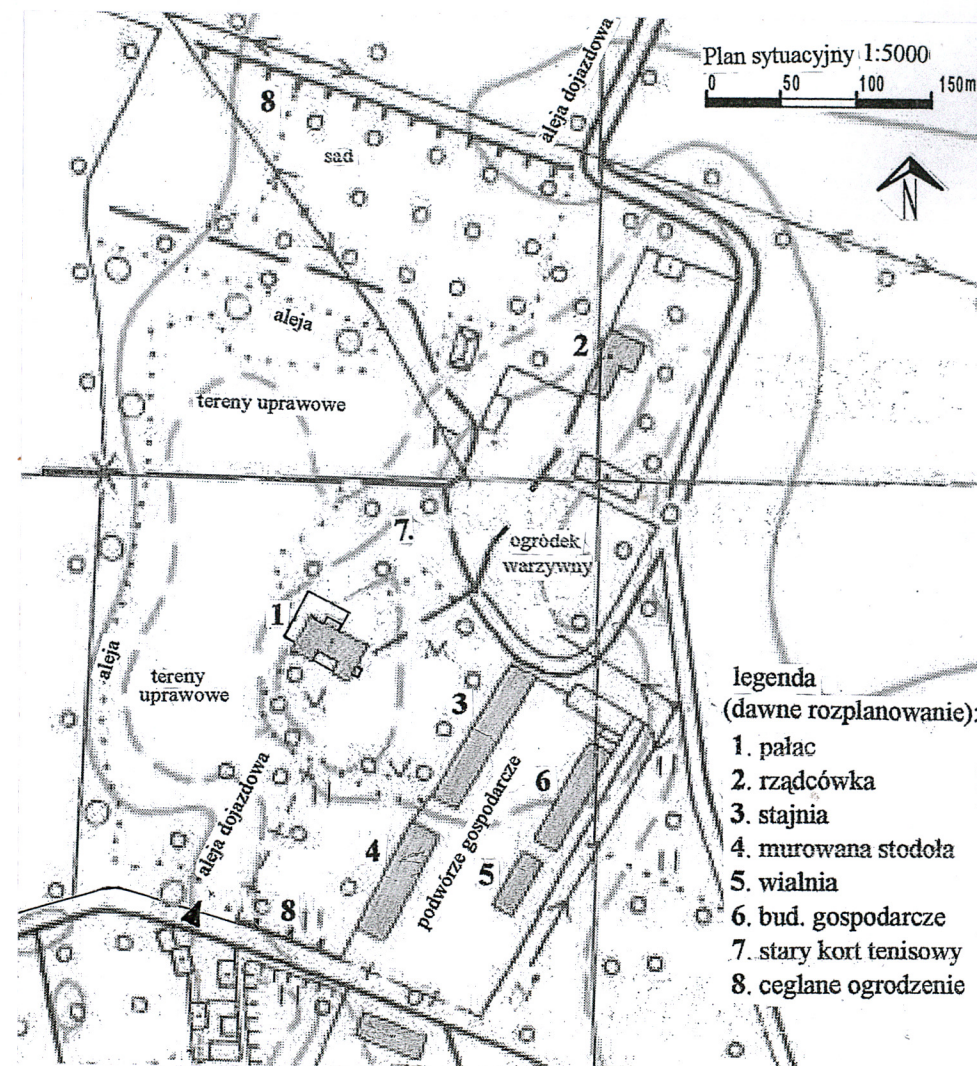 Plan sytuacyjny 1:5000
0 50 100 150m
N
aleja dojazdowa
8
sad
aleja
2
tereny uprawowe
7.
ogródek
warzywny
1
aleja
tereny
uprawowe
3
6
aleja dojazdowa
4
podwórze gospodarcze
5
8
legenda
(dawne rozplanowanie):
1. pałac
2. rządcówka
3. stajnia
4. murowana stodoła
5. wialnia
6. bud. gospodarcze
7. stary kort tenisowy
8. ceglane ogrodzenie